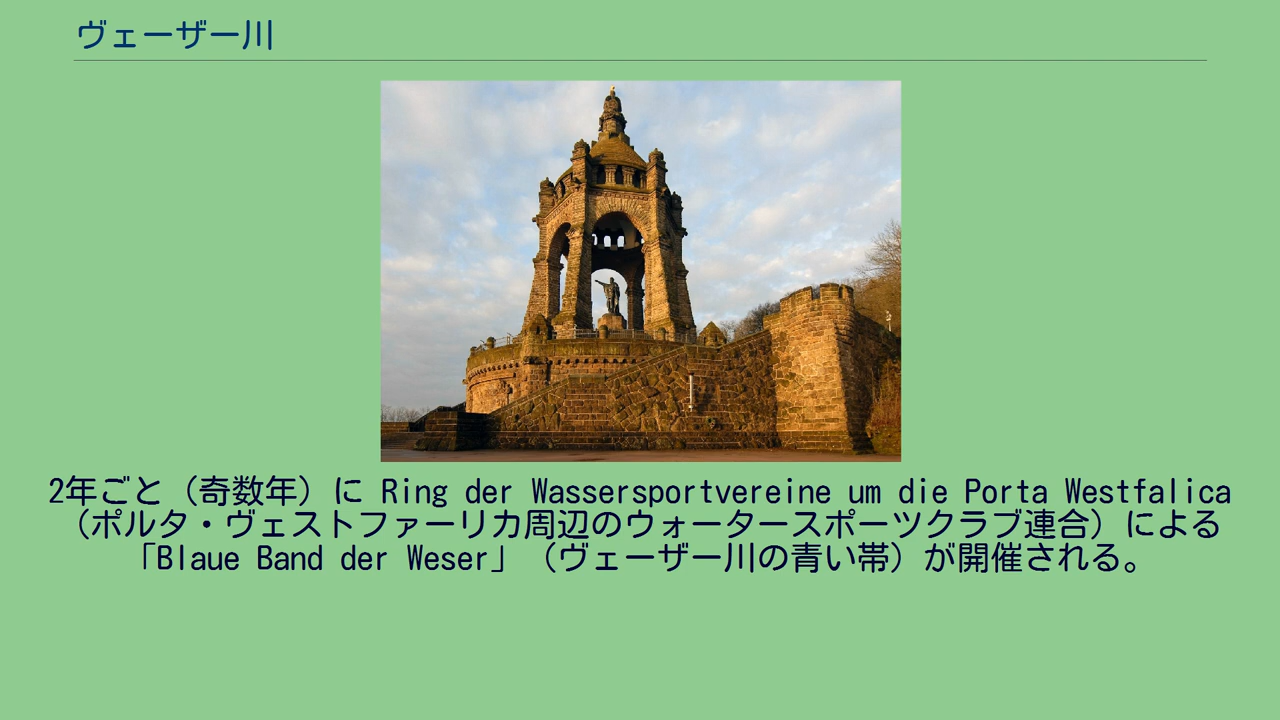 ヴェーザー川
2年ごと（奇数年）に Ring der Wassersportvereine um die Porta Westfalica
（ポルタ・ヴェストファーリカ周辺のウォータースポーツクラブ連合）による
「Blaue Band der Weser」（ヴェーザー川の青い帯）が開催される。